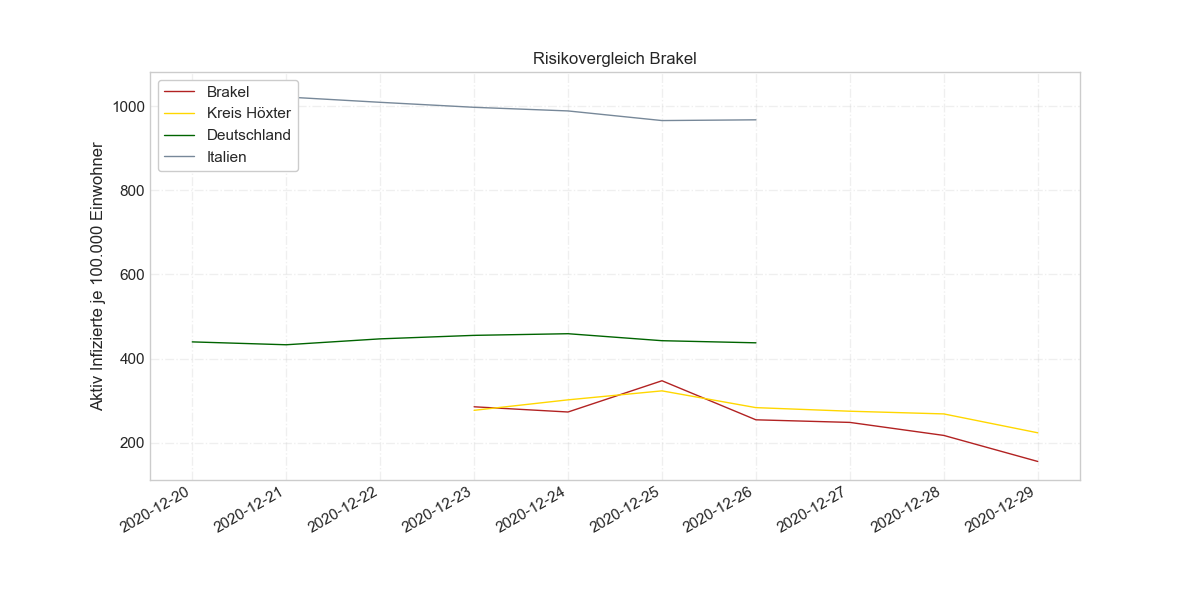 Risikovergleich Brakel
Aktiv Infizierte je 100.000 Einwohner
1000
800
600
400
200
Brakel
Kreis Höxter
Deutschland
Italien
2020-12-20
2020-12-21
2020-12-22
2020-12-23
2020-12-24
2020-12-25
2020-12-26
2020-12-27
2020-12-28
2020-12-29